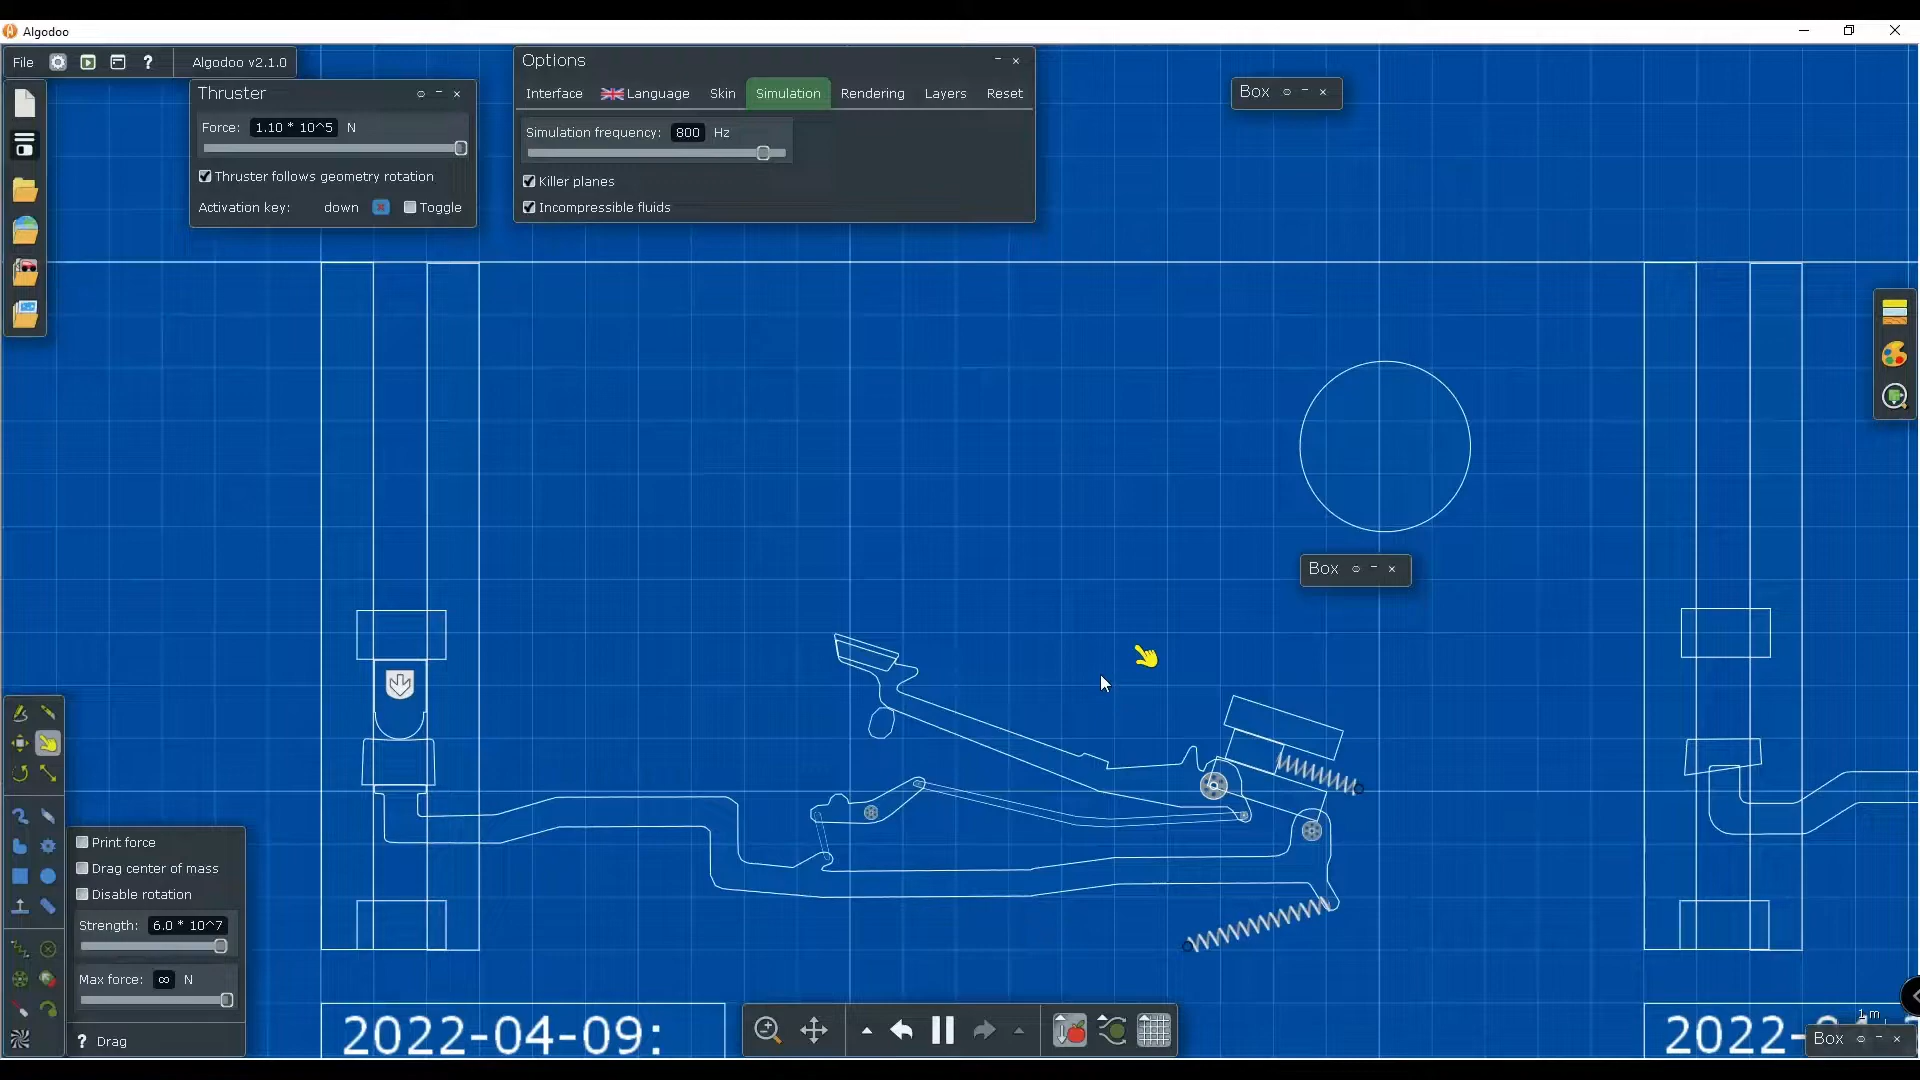 Algodoo
File
?
Algodoo v2.1.0
Thruster
Force: 1.10 * 10^5 N
Thruster follows geometry rotation
Activation key: down Toggle
Options
Interface Language Skin Simulation Rendering Layers Reset
Simulation frequency: 800 Hz
Killer planes
Incompressible fluids
Box
Box
Print force
Drag center of mass
Disable rotation
Strength: 6.0 * 10^7
Max force: ∞ N
? Drag
2022-04-09:
1 m
2022-
Box